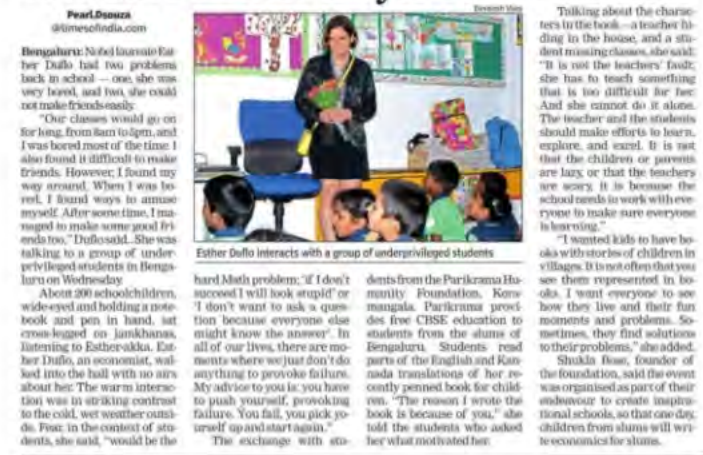 Pearl.Dsouza
@timesofindia.com
Bengaluru: Nobel laureate Est-
her Duflo had two problems
back in school — one, she was
very bored, and two, she could
not make friends easily.
"Our classes would go on
for long, from 8am to 5pm, and
I was bored most of the time. I
also found it difficult to make
friends. However, I found my
way around. When I was bo-
red, I found ways to amuse
myself. After some time, I ma-
naged to make some good fri-
ends too," Duflo said. She was
talking to a group of under-
privileged students in Benga-
luru on Wednesday.
About 200 schoolchildren,
wide-eyed and holding a note-
book and pen in hand, sat
cross-legged on jamkhanas,
listening to Esther-akka. Est-
her Duflo, an economist, wal-
ked into the hall with no airs
about her. The warm interac-
tion was in striking contrast
to the cold, wet weather outsi-
de. Fear, in the context of stu-
dents, she said, "would be the
Esther Duflo interacts with a group of underprivileged students
hard Math problem; 'if I don't
succeed I will look stupid' or
'I don't want to ask a ques-
tion because everyone else
might know the answer'. In
all of our lives, there are mo-
ments where we just don't do
anything to provoke failure.
My advice to you is: you have
to push yourself, provoking
failure. You fail, you pick yo-
urself up and start again."
The exchange with stu-
dents from the Parikrama Hu-
manity Foundation, Kora-
mangala. Parikrama provi-
des free CBSE education to
students from the slums of
Bengaluru. Students read
parts of the English and Kan-
nada translations of her re-
cently penned book for child-
ren. "The reason I wrote the
book is because of you," she
told the students who asked
her what motivated her.
Talking about the charac-
ters in the book — a teacher hi-
ding in the house, and a stu-
dent missing classes, she said:
"It is not the teachers' fault,
she has to teach something
that is too difficult for her.
And she cannot do it alone.
The teacher and the students
should make efforts to learn,
explore, and excel. It is not
that the children or parents
are lazy, or that the teachers
are scary, it is because the
school needs to work with eve-
ryone to make sure everyone
is learning."
"I wanted kids to have bo-
oks with stories of children in
villages. It is not often that you
see them represented in bo-
oks. I want everyone to see
how they live and their fun
moments and problems. So-
metimes, they find solutions
to their problems," she added.
Shukla Bose, founder of
the foundation, said the event
was organised as part of their
endeavour to create inspira-
tional schools, so that one day,
children from slums will wri-
te economics for slums.